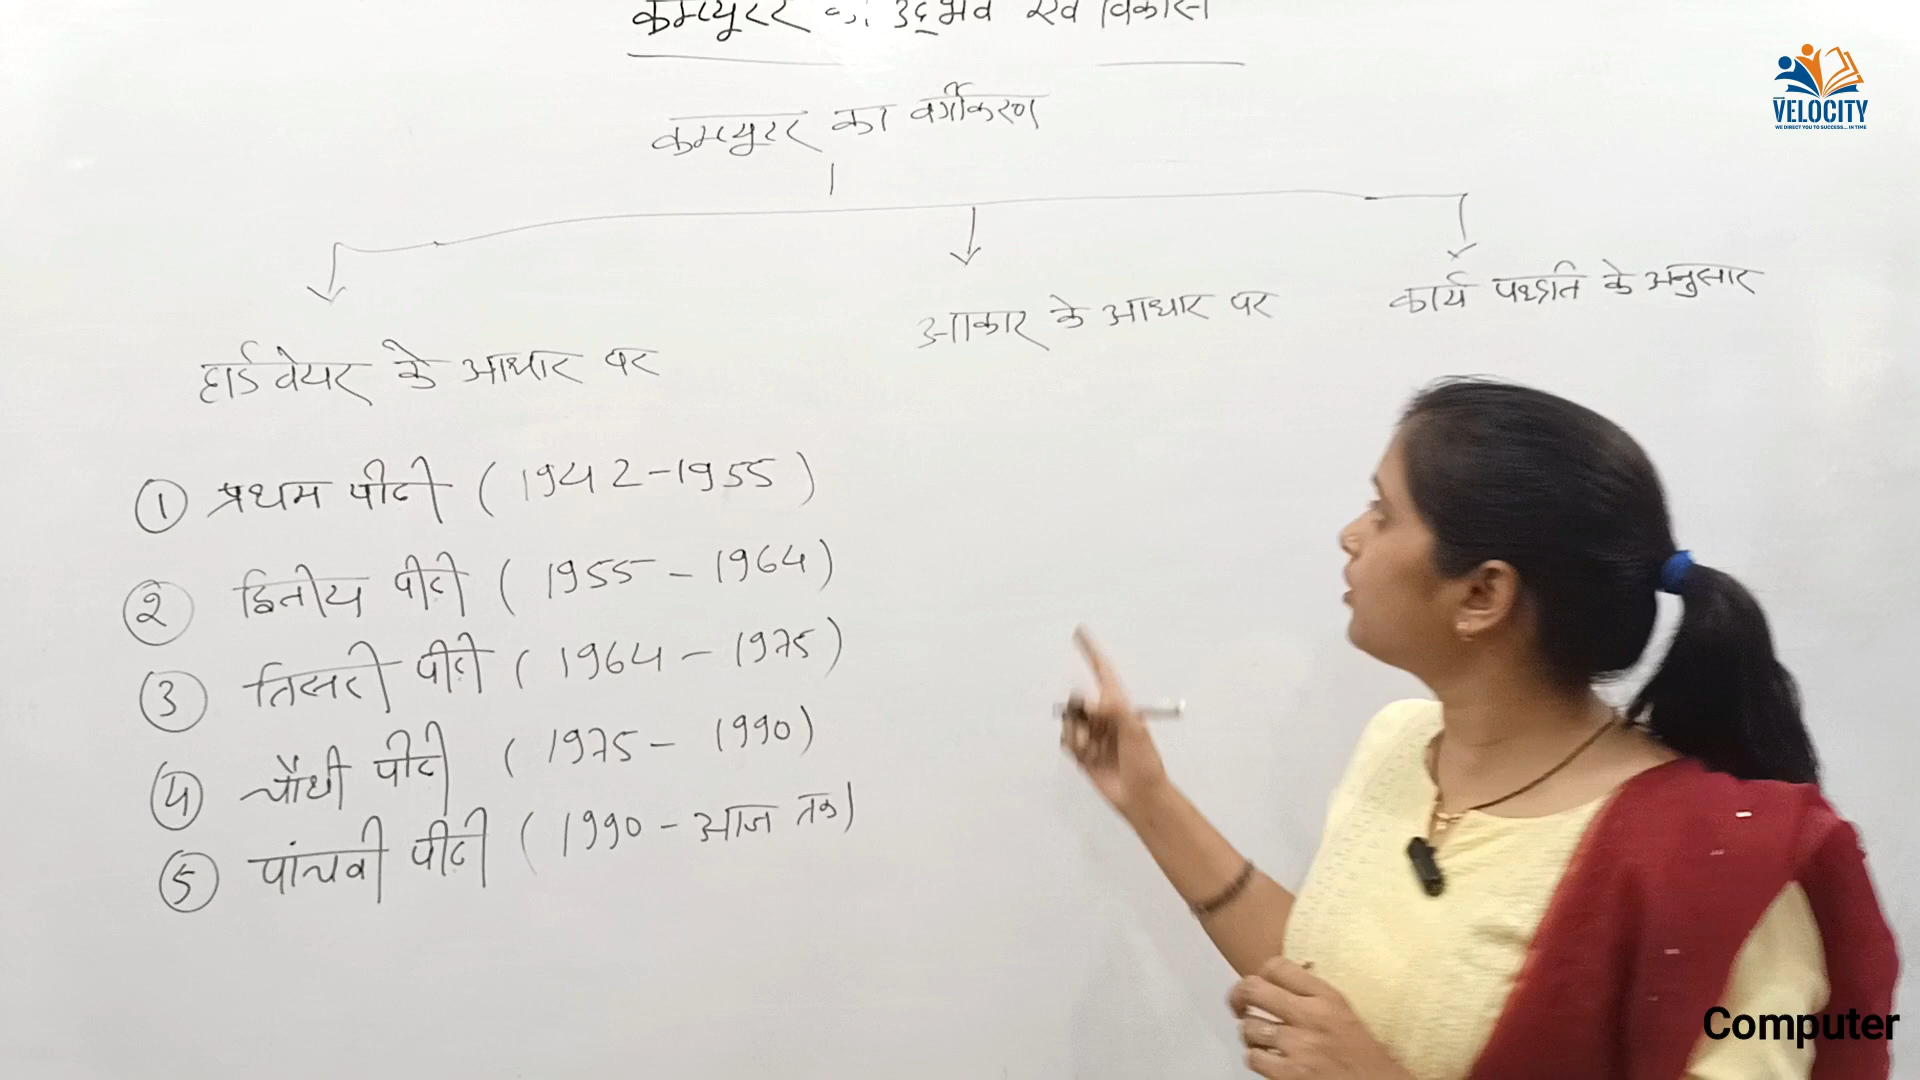 कम्प्युटर का उद्भव एवं विकास
कम्प्युटर का वर्गीकरण
हार्डवेयर के आधार पर
आकार के आधार पर
कार्य पध्दति के अनुसार
① प्रथम पीढी (1942-1955)
② द्वितीय पीढ़ी (1955-1964)
③ तिसरी पीढ़ी (1964-1975)
④ चौथी पीढी (1975-1990)
⑤ पांचवी पीढ़ी (1990-आज तक)
VELOCITY
WE DIRECT YOU TO SUCCESS... IN TIME
Computer